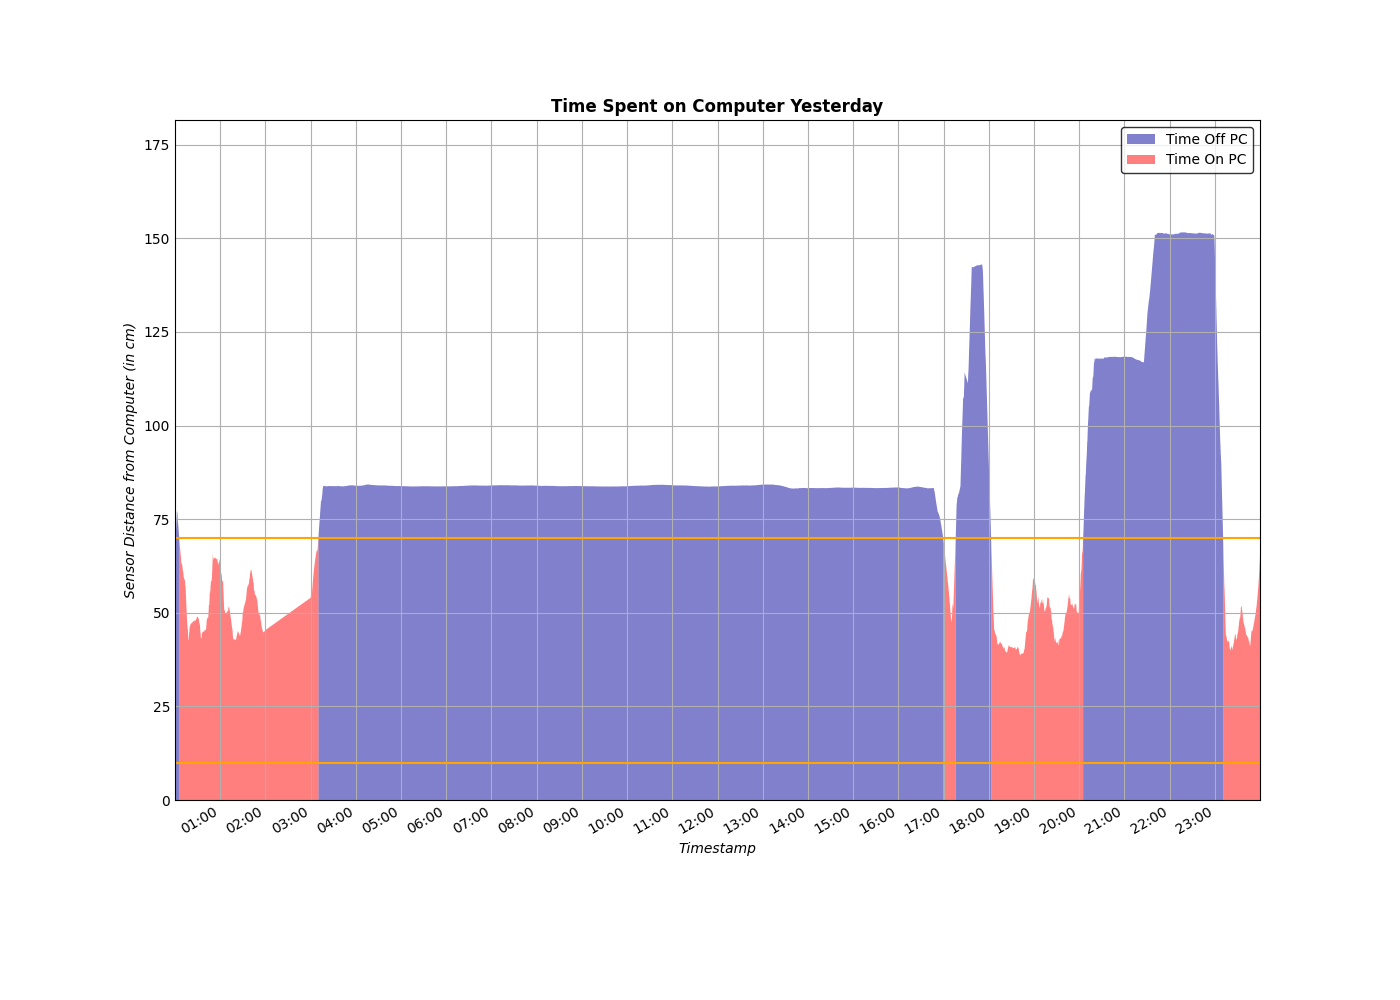 Time Spent on Computer Yesterday
Time Off PC
Time On PC
Sensor Distance from Computer (in cm)
175
150
125
100
75
50
25
0
01:00 02:00 03:00 04:00 05:00 06:00 07:00 08:00 09:00 10:00 11:00 12:00 13:00 14:00 15:00 16:00 17:00 18:00 19:00 20:00 21:00 22:00 23:00
Timestamp